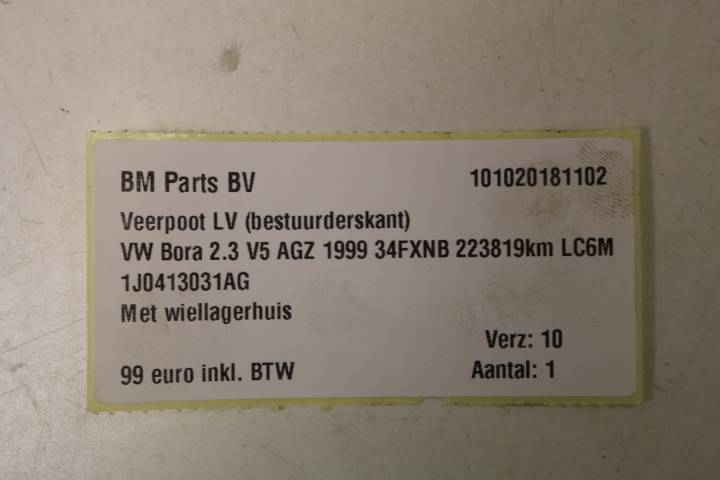 BM Parts BV 101020181102
Veerpoot LV (bestuurderskant)
VW Bora 2.3 V5 AGZ 1999 34FXNB 223819km LC6M
1J0413031AG
Met wiellagerhuis
Verz: 10
99 euro inkl. BTW Aantal: 1